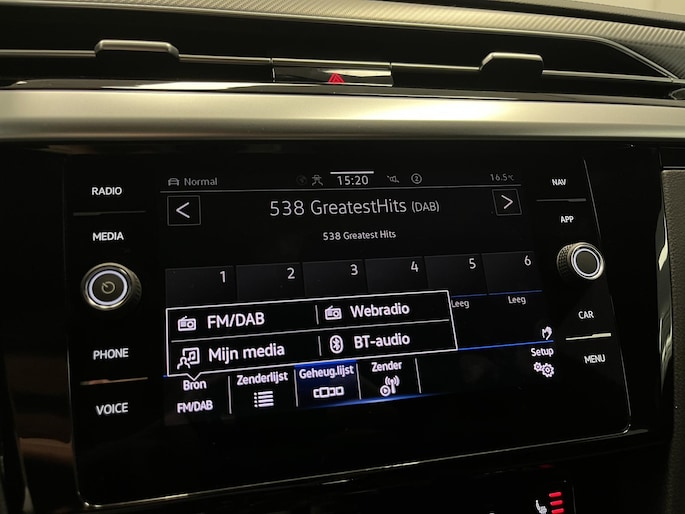 Normal
15:20
2
16.5°C
RADIO
MEDIA
PHONE
VOICE
<
538 GreatestHits (DAB)
>
538 Greatest Hits
1 2 3 4 5 6
Leeg Leeg
FM/DAB
Webradio
Mijn media
BT-audio
Bron
FM/DAB
Zenderlijst
Geheug.lijst
Zender
Setup
NAV
APP
CAR
MENU